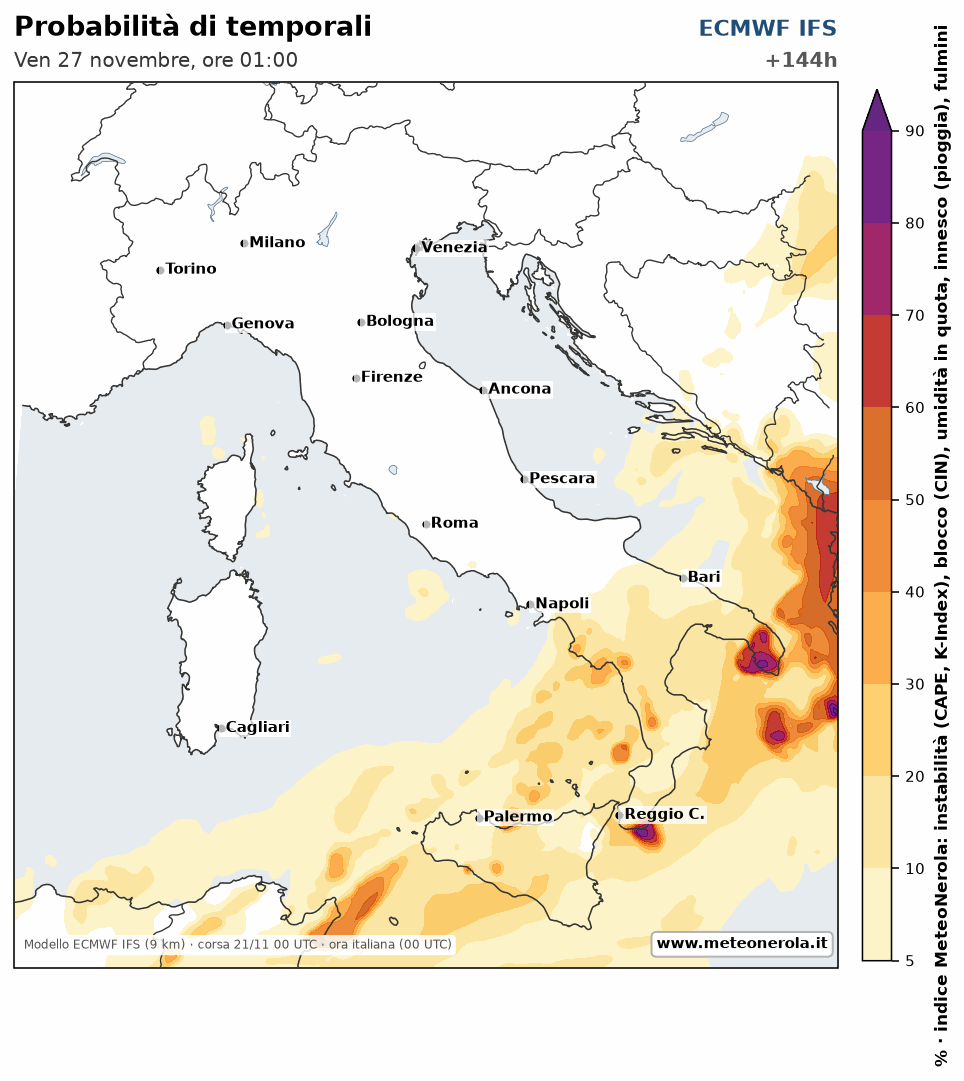 Probabilità di temporali
ECMWF IFS
Ven 27 novembre, ore 01:00
+144h
Milano
Venezia
Torino
Genova
Bologna
Firenze
Ancona
Pescara
Roma
Bari
Napoli
Cagliari
Palermo
Reggio C.
Modello ECMWF IFS (9 km) · corsa 21/11 00 UTC · ora italiana (00 UTC)
www.meteonerola.it
90
80
70
60
50
40
30
20
10
5
% · indice MeteoNerola: instabilità (CAPE, K-Index), blocco (CIN), umidità in quota, innesco (pioggia), fulmini